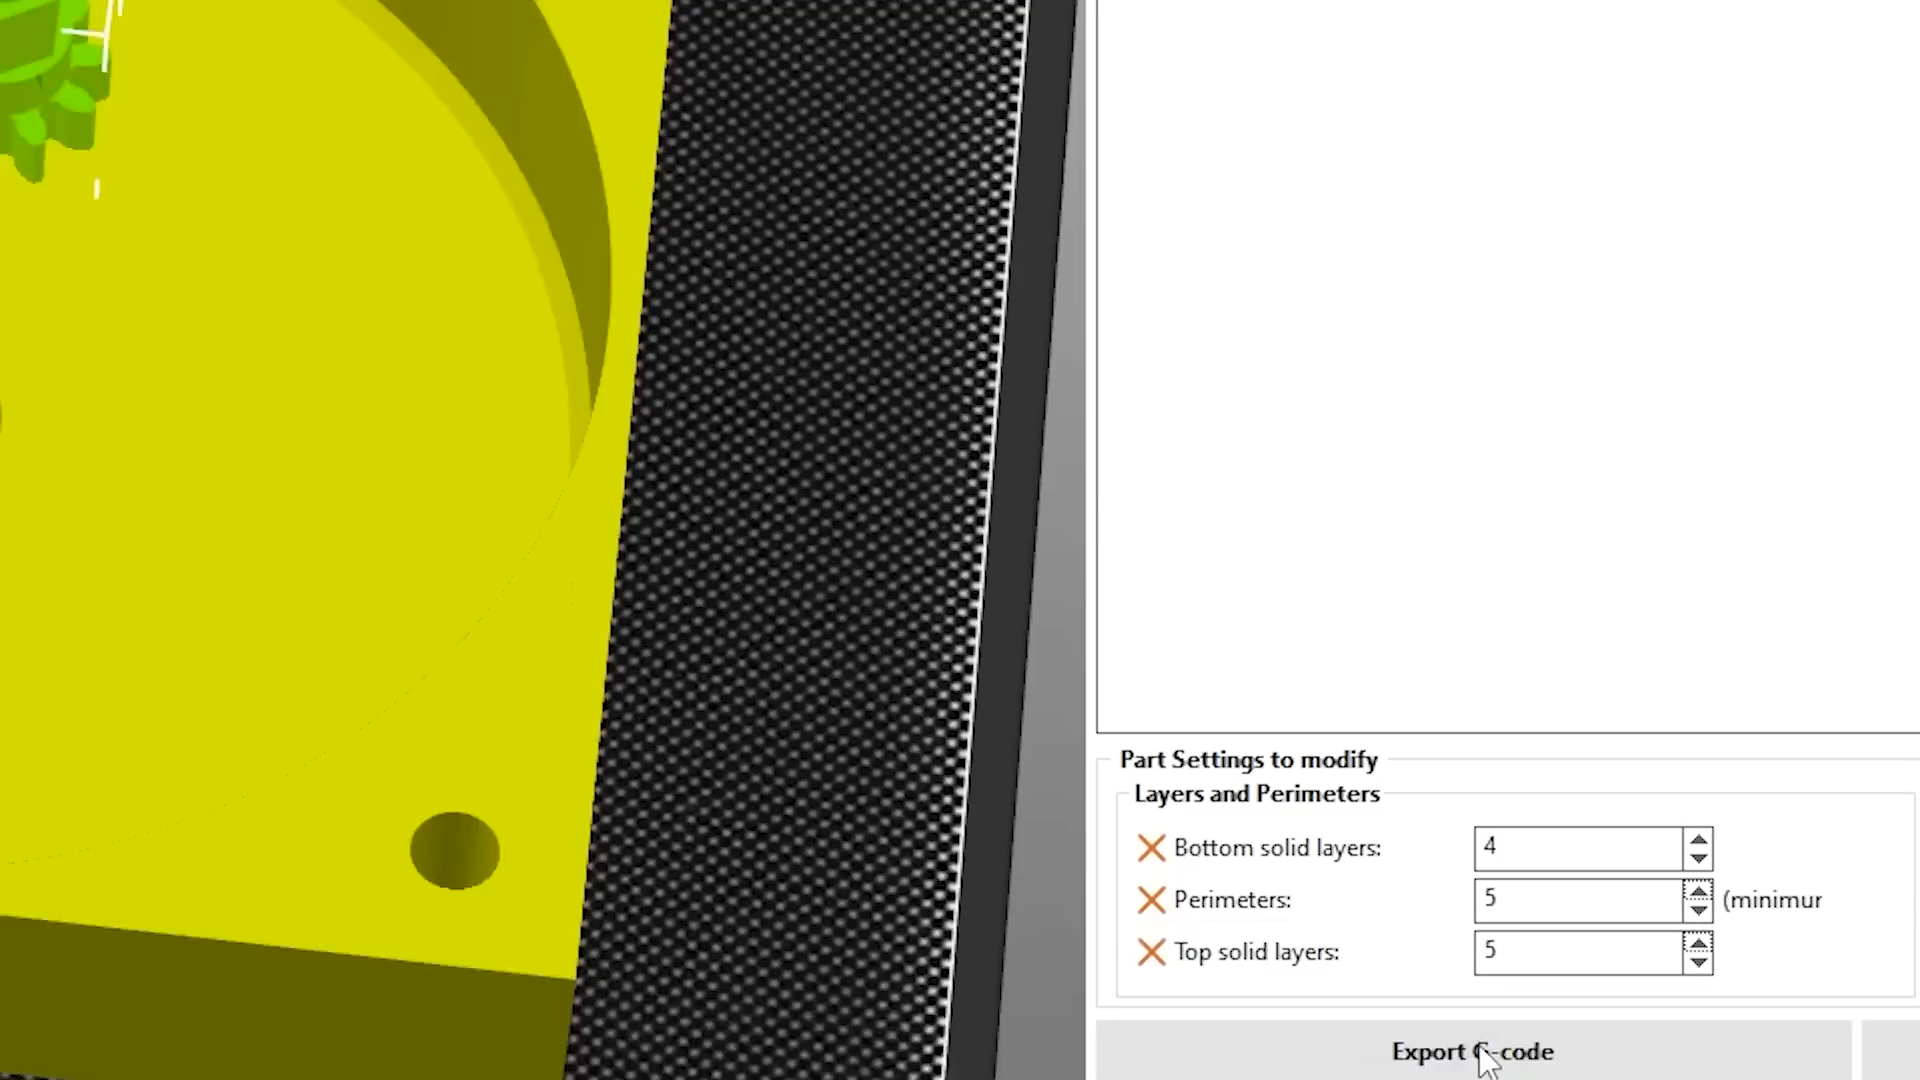 Part Settings to modify
Layers and Perimeters
Bottom solid layers: 4
Perimeters: 5 (minimur
Top solid layers: 5
Export G-code